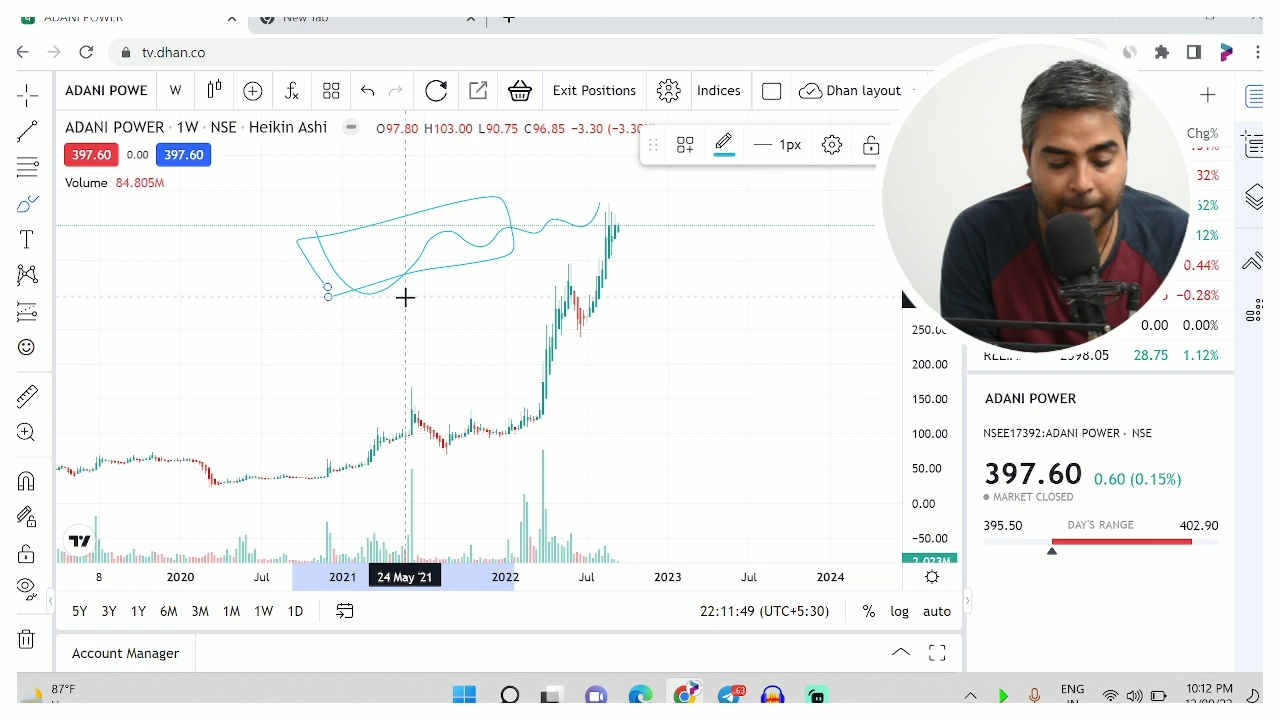 ADANI POWER
New Tab
tv.dhan.co
ADANI POWE W Exit Positions Indices Dhan layout
ADANI POWER · 1W · NSE · Heikin Ashi O97.80 H103.00 L90.75 C96.85 −3.30
397.60 0.00 397.60
1px
Volume 84.805M
Chg%
32%
12%
0.44%
−0.28%
0.00 0.00%
28.75 1.12%
200.00
150.00
100.00
50.00
0.00
−50.00
8 2020 Jul 2021 24 May '21 2022 Jul 2023 Jul 2024
5Y 3Y 1Y 6M 3M 1M 1W 1D
22:11:49 (UTC+5:30) % log auto
Account Manager
ADANI POWER
NSEE17392:ADANI POWER - NSE
397.60 0.60 (0.15%)
MARKET CLOSED
395.50 DAY'S RANGE 402.90
87°F
63
ENG
IN
10:12 PM